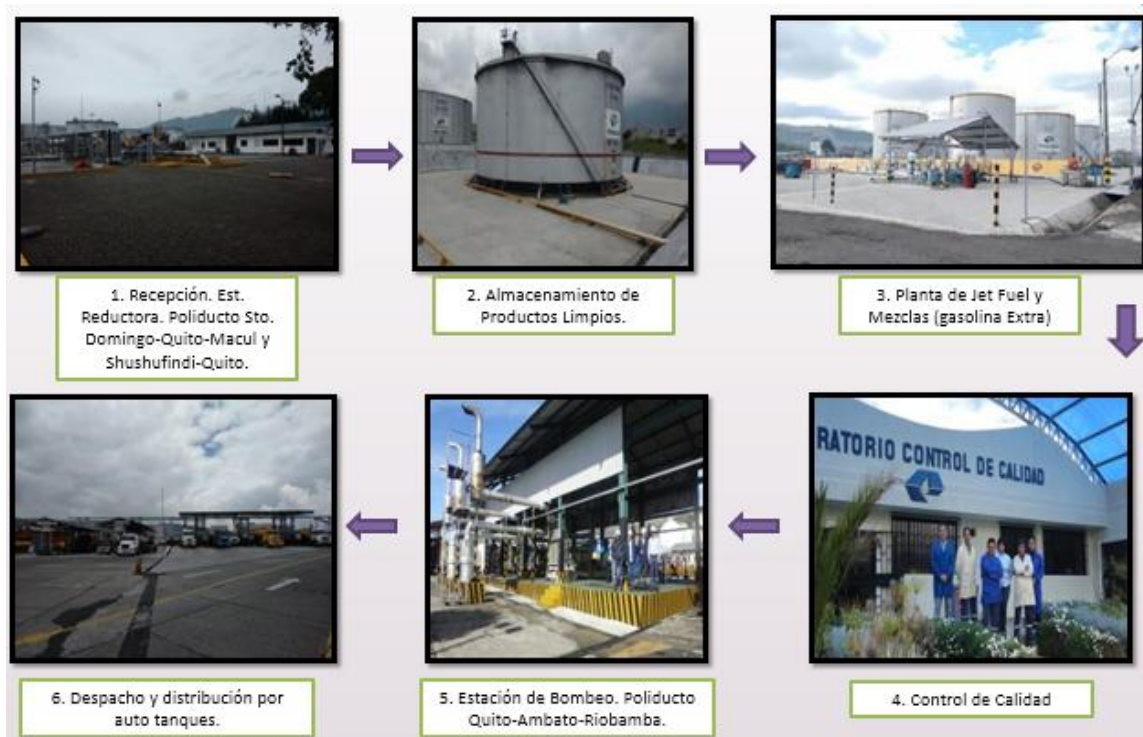 1. Recepción. Est.
Reductora. Poliducto Sto.
Domingo-Quito-Macul y
Shushufindi-Quito.
2. Almacenamiento de
Productos Limpios.
3. Planta de Jet Fuel y
Mezclas (gasolina Extra)
RATORIO CONTROL DE CALIDAD
6. Despacho y distribución por
auto tanques.
5. Estación de Bombeo. Poliducto
Quito-Ambato-Riobamba.
4. Control de Calidad